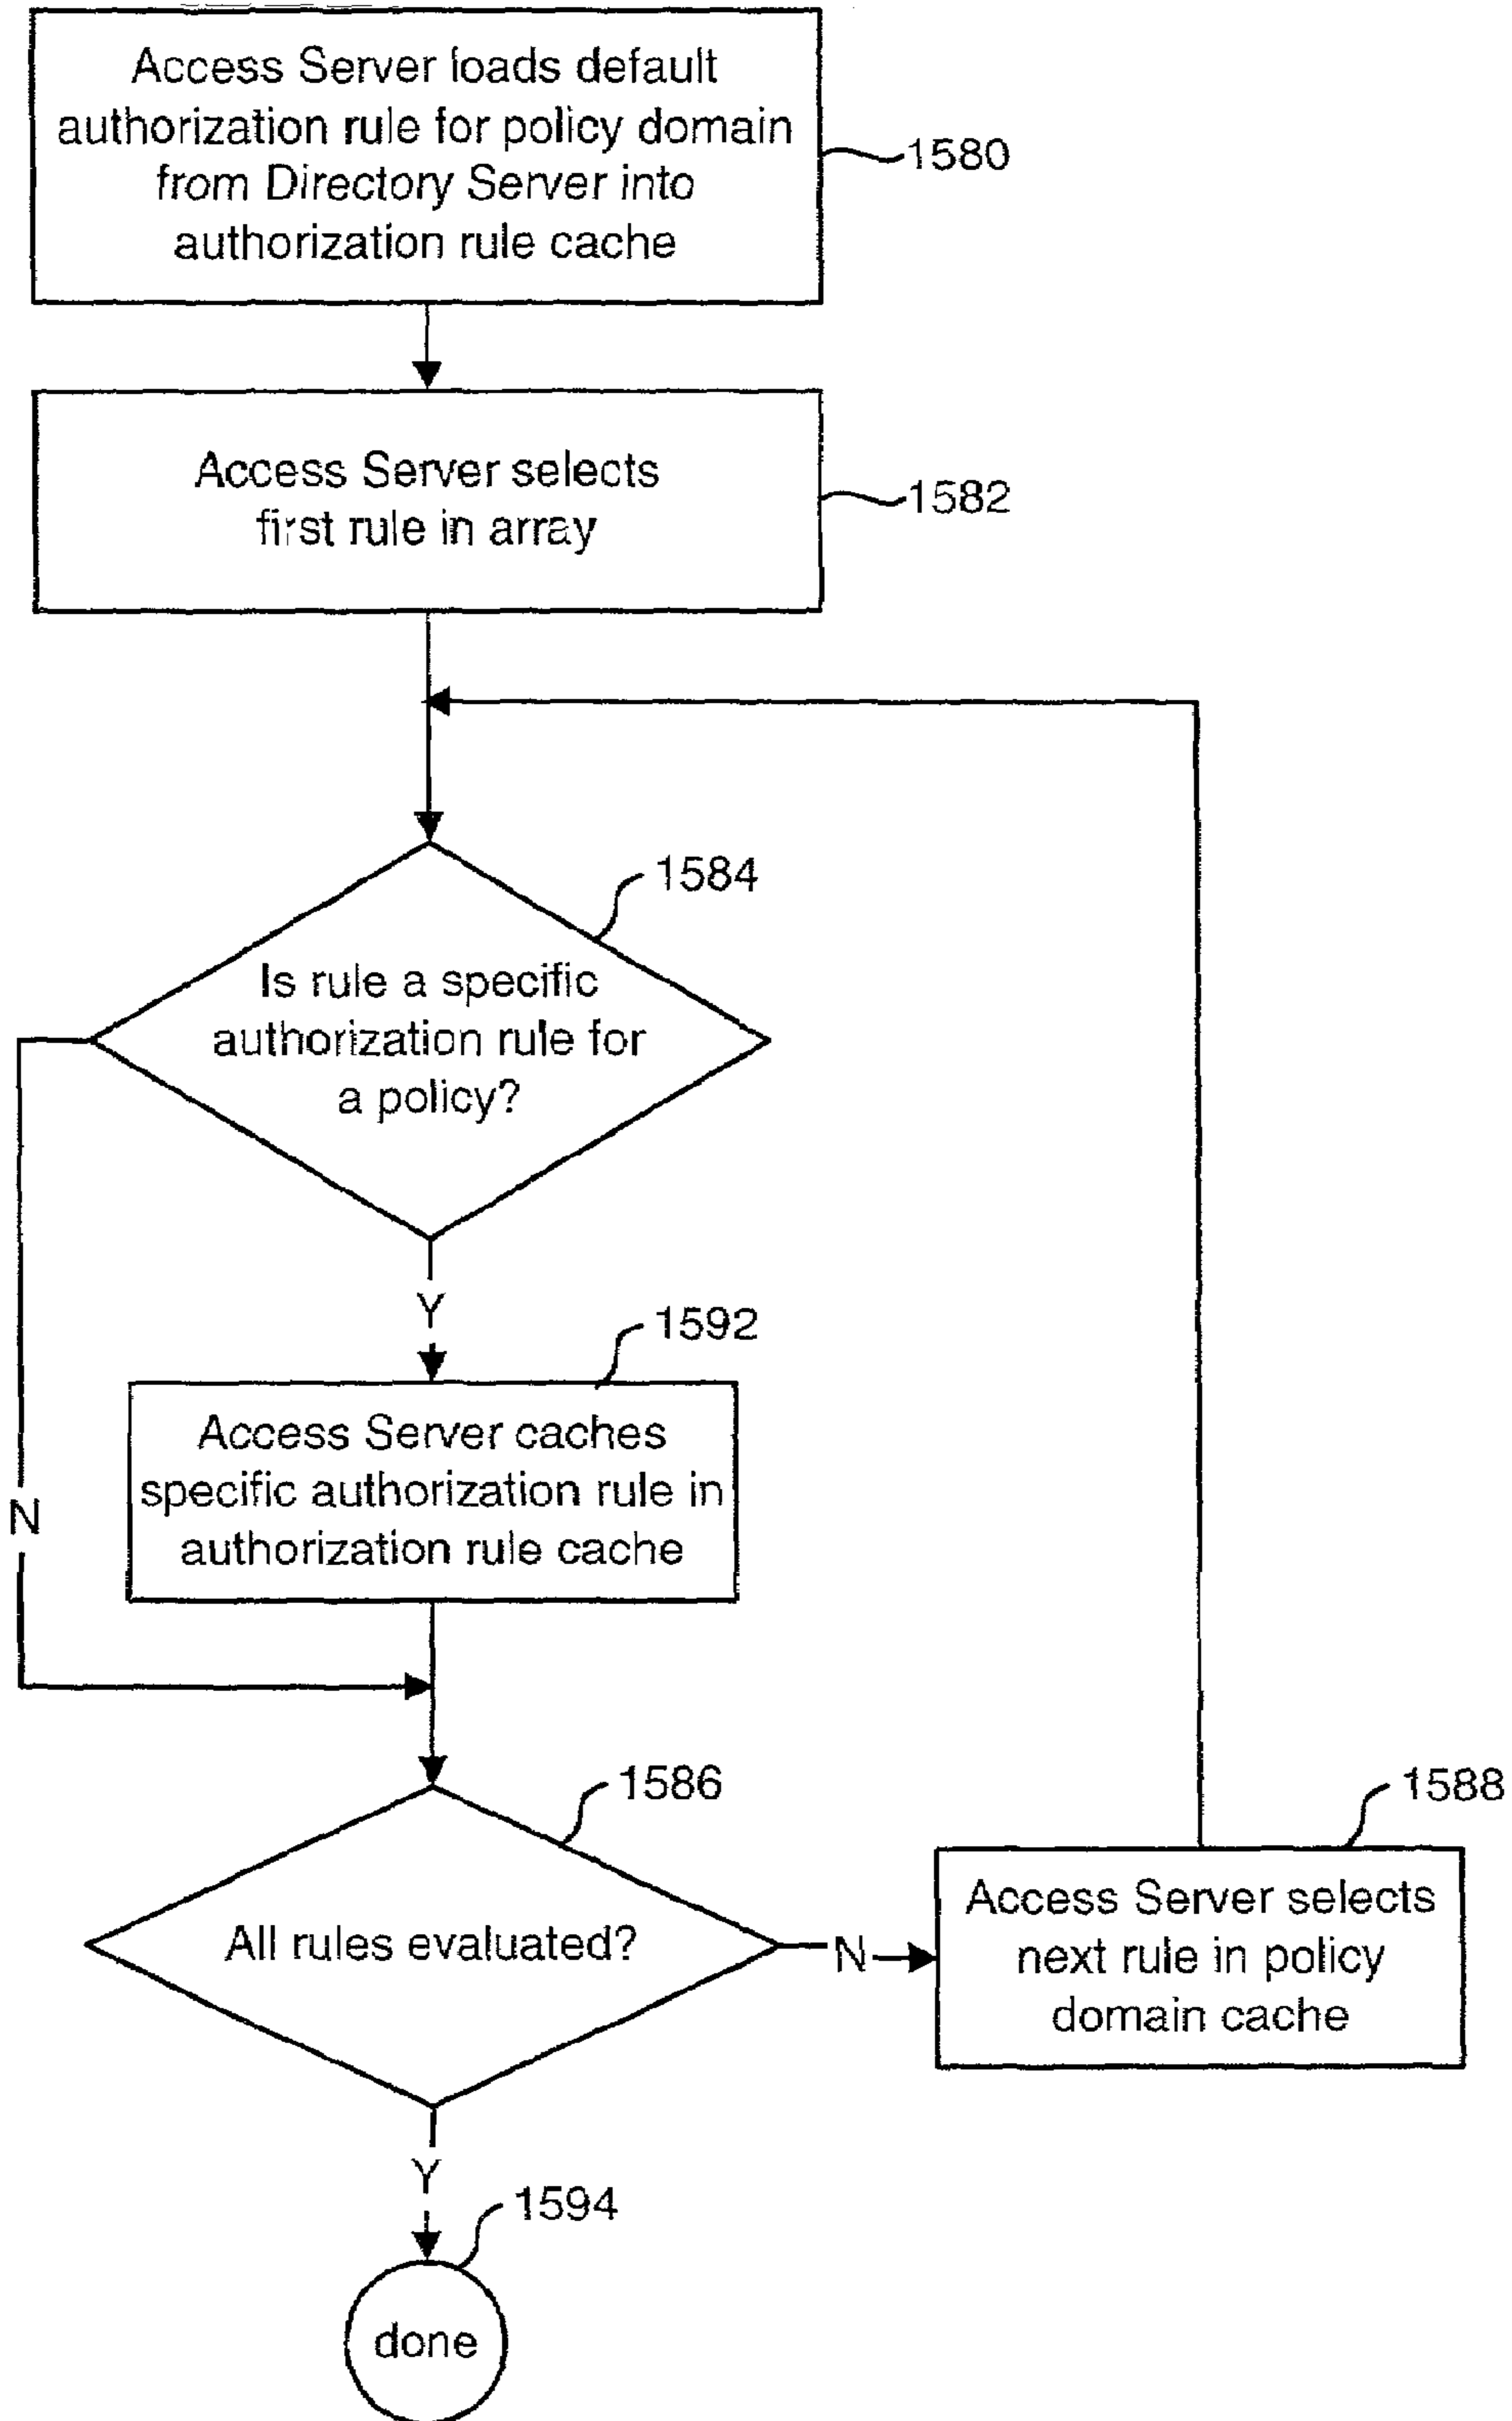 Access Server loads default
authorization rule for policy domain
from Directory Server into
authorization rule cache
1580
Access Server selects
first rule in array
1582
1584
Is rule a specific
authorization rule for
a policy?
Y
1592
Access Server caches
specific authorization rule in
authorization rule cache
N
1586
All rules evaluated?
N
1588
Access Server selects
next rule in policy
domain cache
Y
1594
done